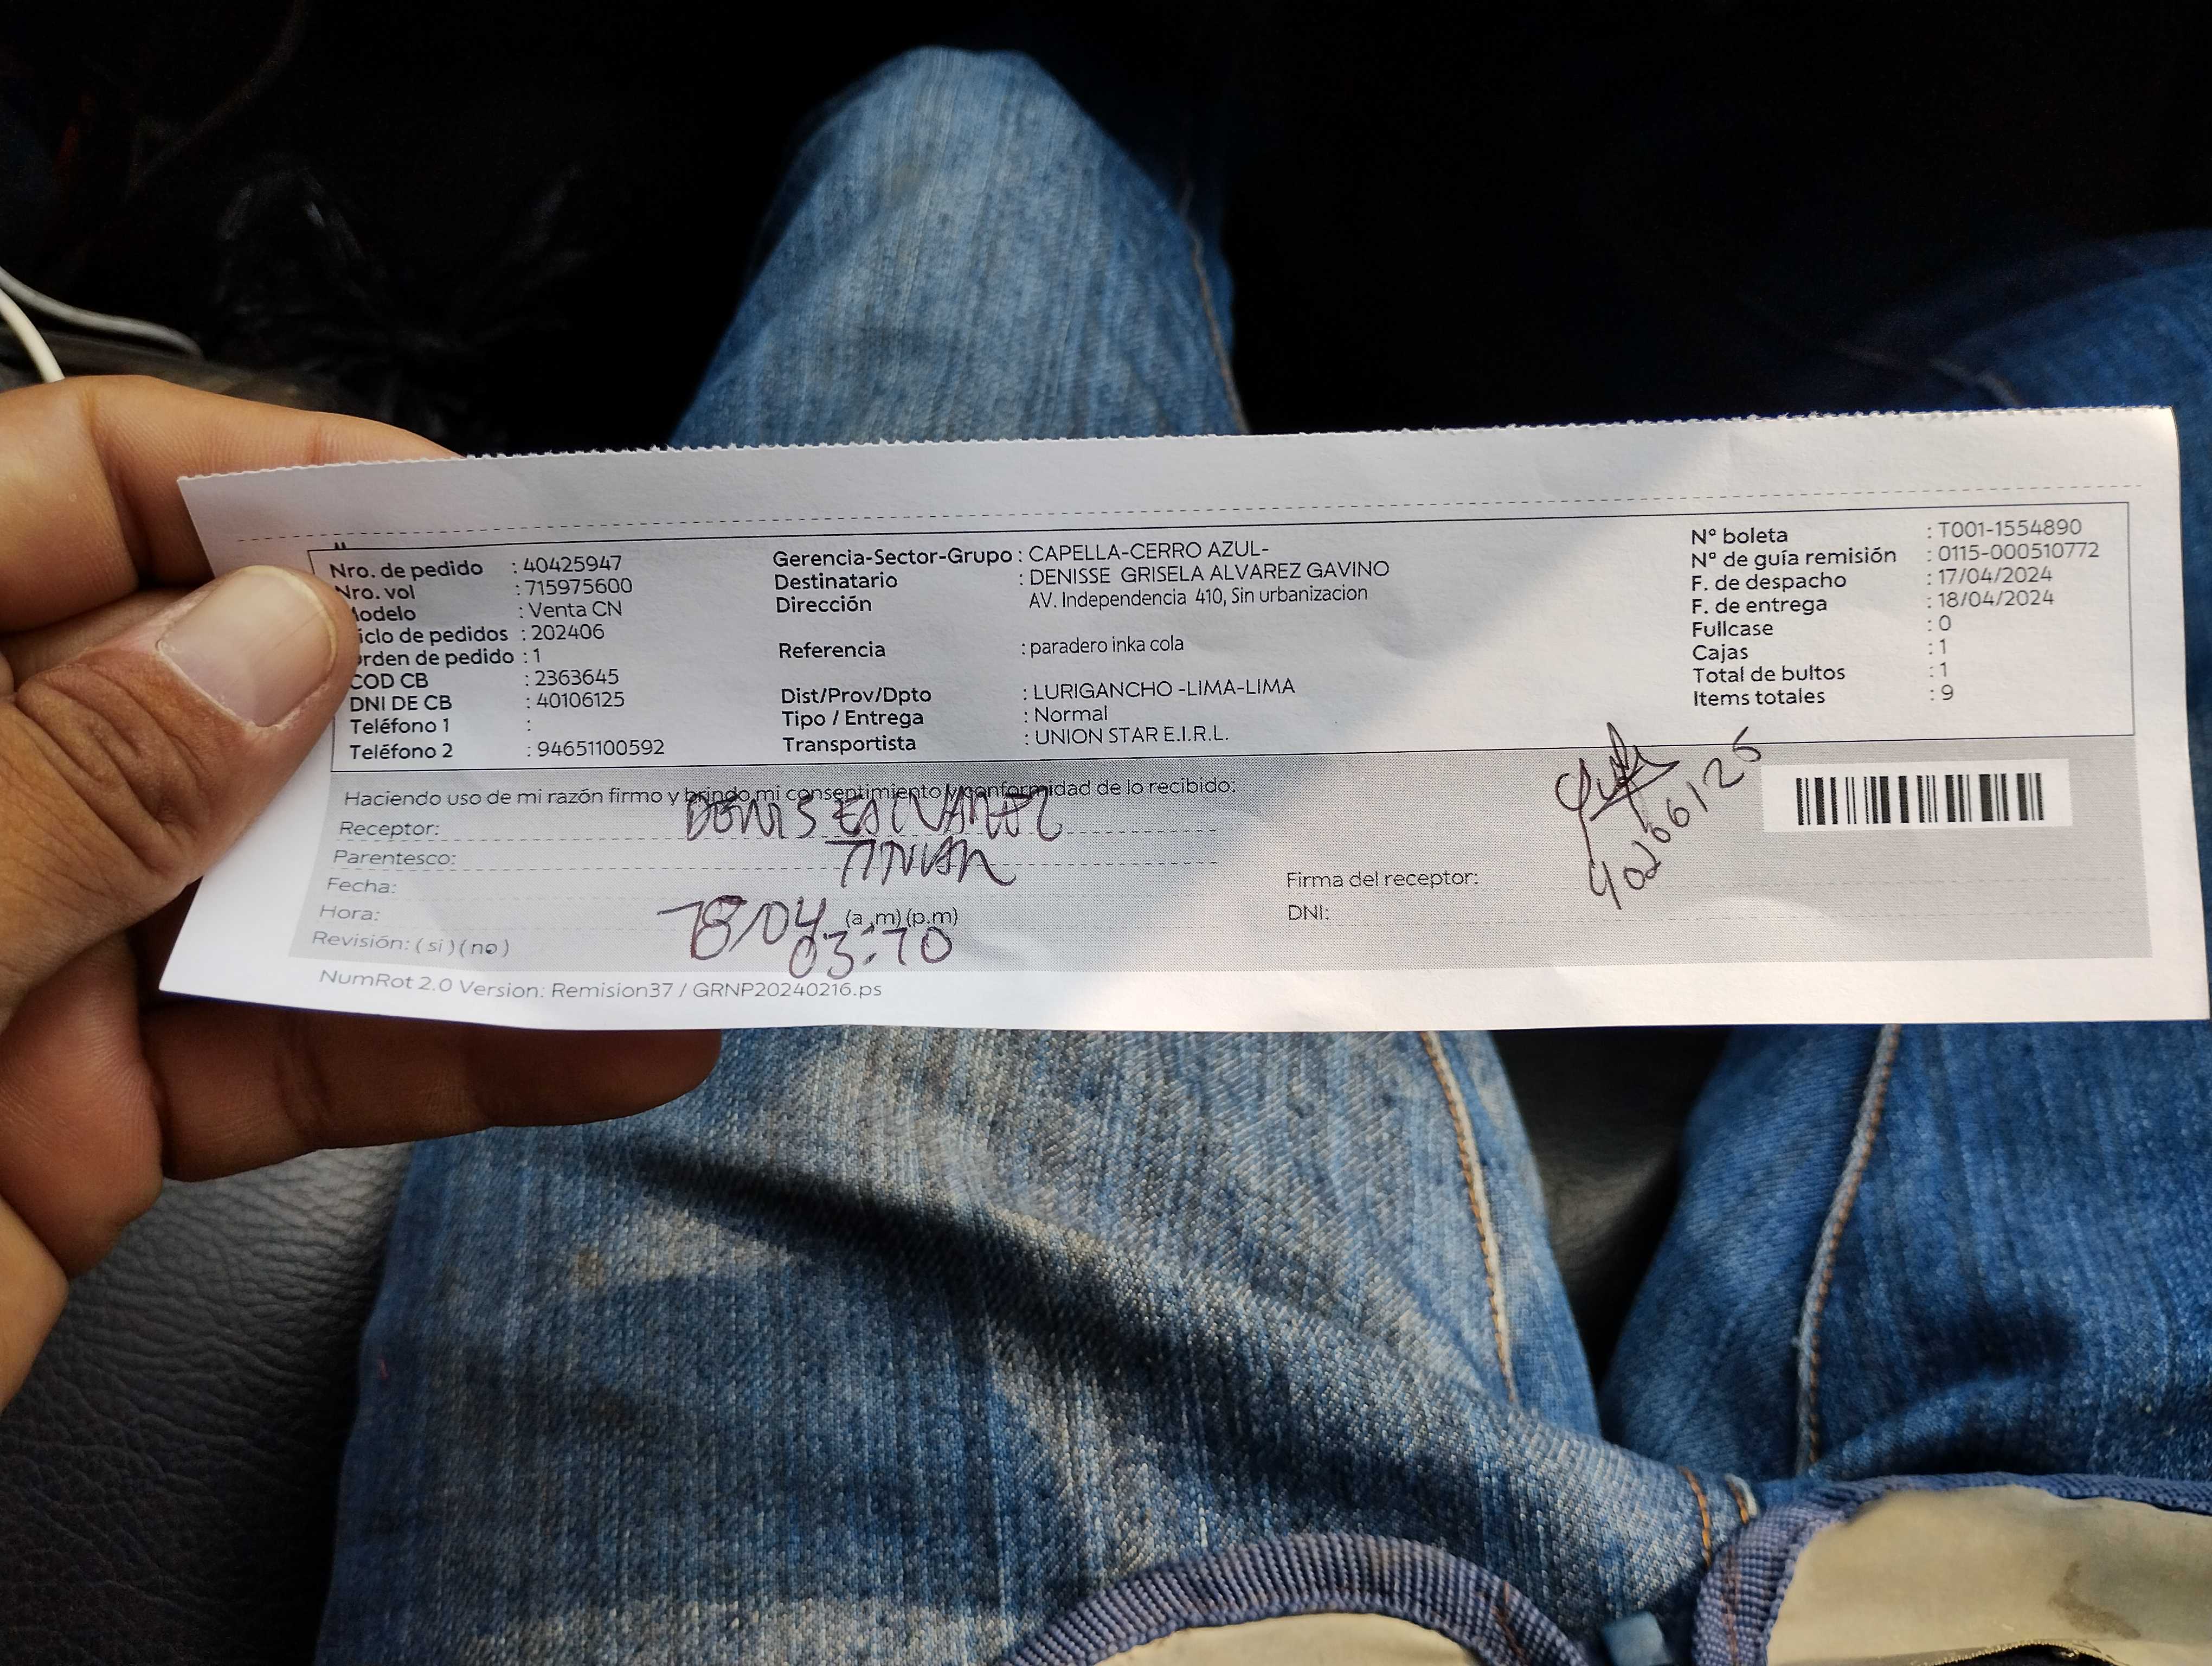 Nro. de pedido : 40425947
Nro. vol : 715975600
Modelo : Venta CN
iclo de pedidos : 202406
rden de pedido : 1
COD CB : 2363645
DNI DE CB : 40106125
Teléfono 1 :
Teléfono 2 : 94651100592
Gerencia-Sector-Grupo : CAPELLA-CERRO AZUL-
Destinatario : DENISSE GRISELA ALVAREZ GAVINO
Dirección AV. Independencia 410, Sin urbanizacion
Referencia : paradero inka cola
Dist/Prov/Dpto : LURIGANCHO -LIMA-LIMA
Tipo / Entrega : Normal
Transportista : UNION STAR E.I.R.L.
Nº boleta : T001-1554890
Nº de guía remisión : 0115-000510772
F. de despacho : 17/04/2024
F. de entrega : 18/04/2024
Fullcase : 0
Cajas : 1
Total de bultos : 1
Items totales : 9
Haciendo uso de mi razón firmo y brindo mi consentimiento y conformidad de lo recibido:
Receptor: DENIS
Parentesco:
Fecha: 18/04
Hora: (a.m) (p.m) 03:10
Revisión: ( si ) ( no )
Firma del receptor:
DNI: 40266125
NumRot 2.0 Version: Remision37 / GRNP20240216.ps